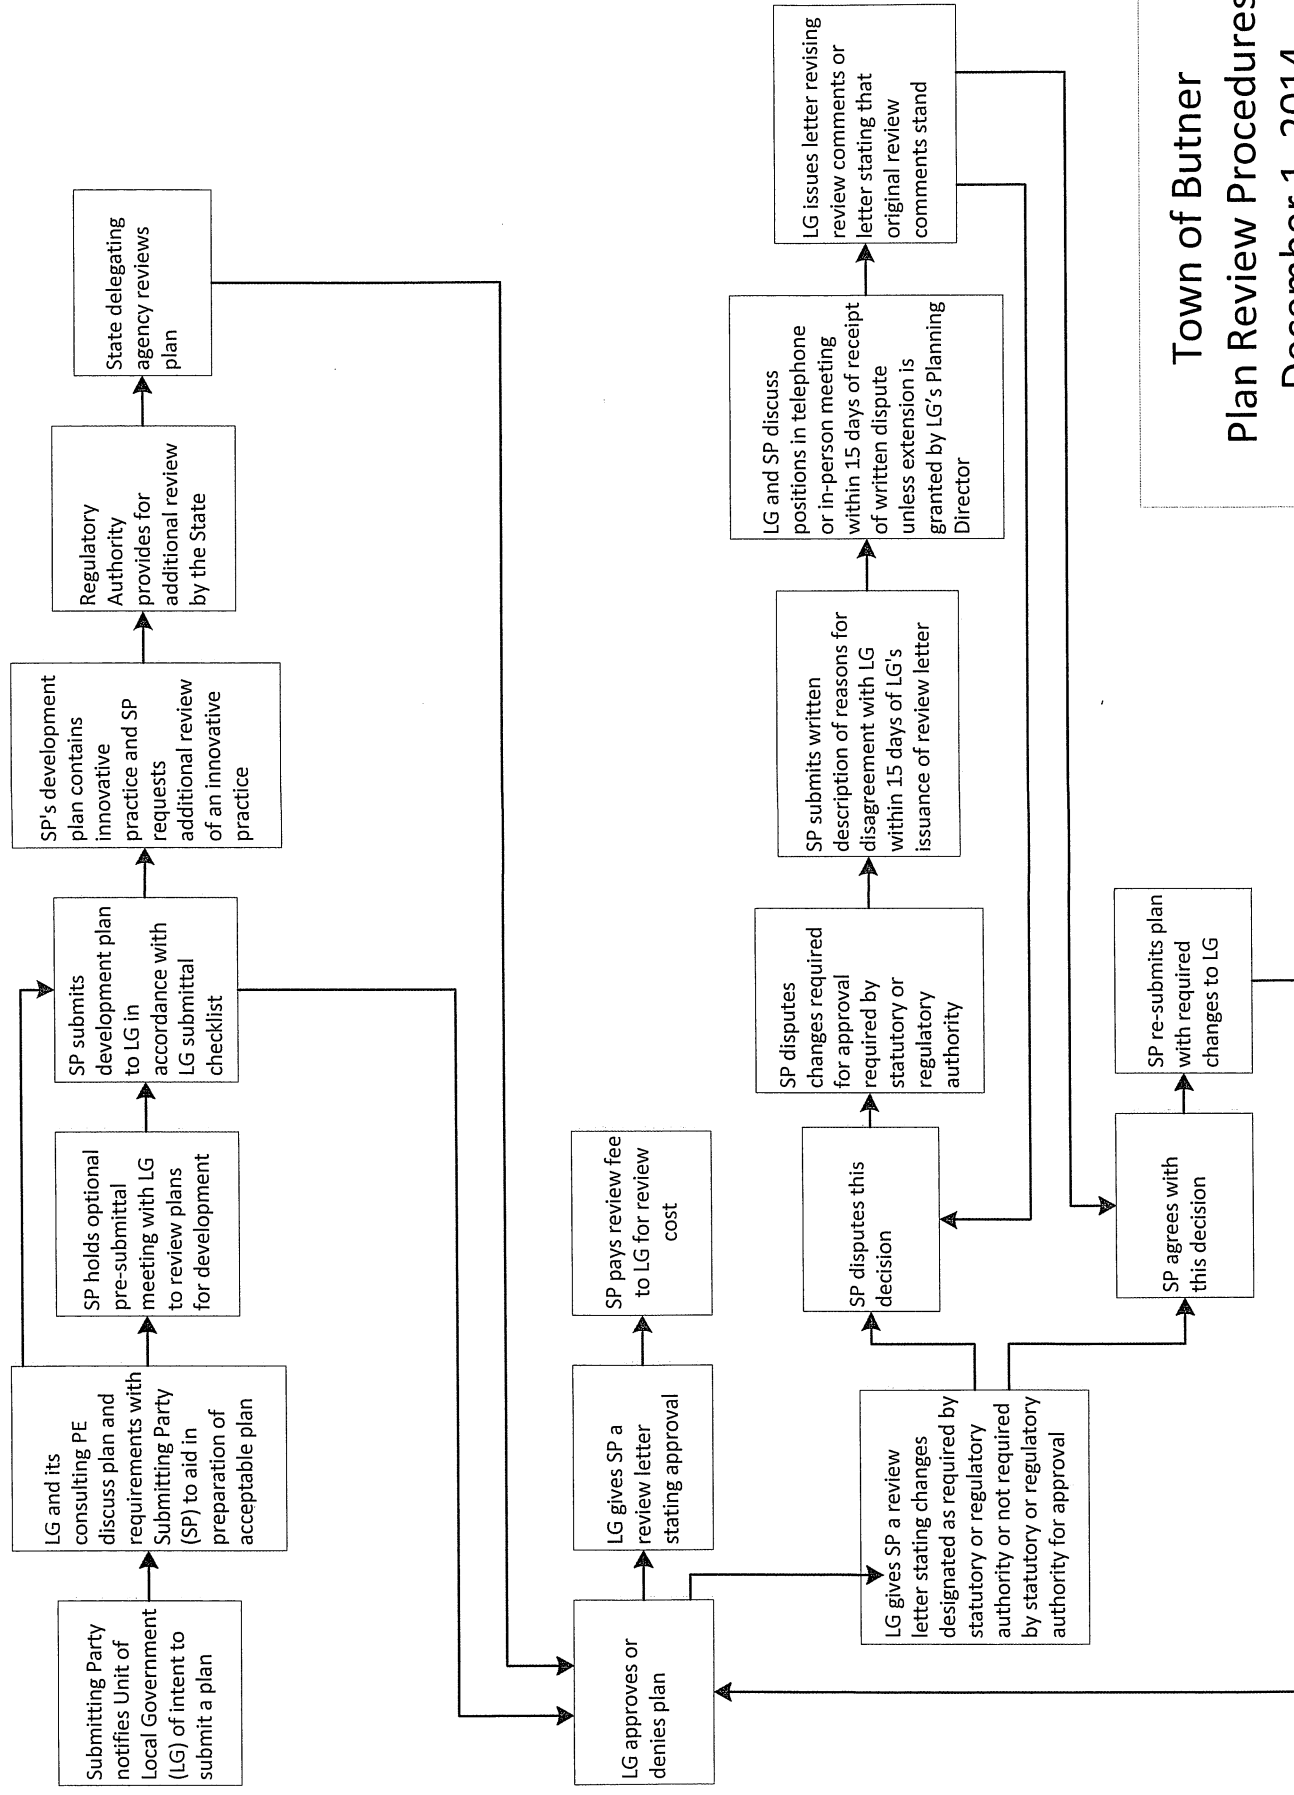 Submitting Party
notifies Unit of
Local Government
(LG) of intent to
submit a plan
LG and its
consulting PE
discuss plan and
requirements with
Submitting Party
(SP) to aid in
preparation of
acceptable plan
SP holds optional
pre-submittal
meeting with LG
to review plans
for development
SP submits
development plan
to LG in
accordance with
LG submittal
checklist
SP's development
plan contains
innovative
practice and SP
requests
additional review
of an innovative
practice
Regulatory
Authority
provides for
additional review
by the State
State delegating
agency reviews
plan
LG approves or
denies plan
LG gives SP a
review letter
stating approval
SP pays review fee
to LG for review
cost
LG gives SP a review
letter stating changes
designated as required by
statutory or regulatory
authority or not required
by statutory or regulatory
authority for approval
SP disputes this
decision
SP disputes
changes required
for approval
required by
statutory or
regulatory
authority
SP submits written
description of reasons for
disagreement with LG
within 15 days of LG's
issuance of review letter
LG and SP discuss
positions in telephone
or in-person meeting
within 15 days of receipt
of written dispute
unless extension is
granted by LG's Planning
Director
LG issues letter revising
review comments or
letter stating that
original review
comments stand
SP agrees with
this decision
SP re-submits plan
with required
changes to LG
Town of Butner
Plan Review Procedures
December 1, 2014